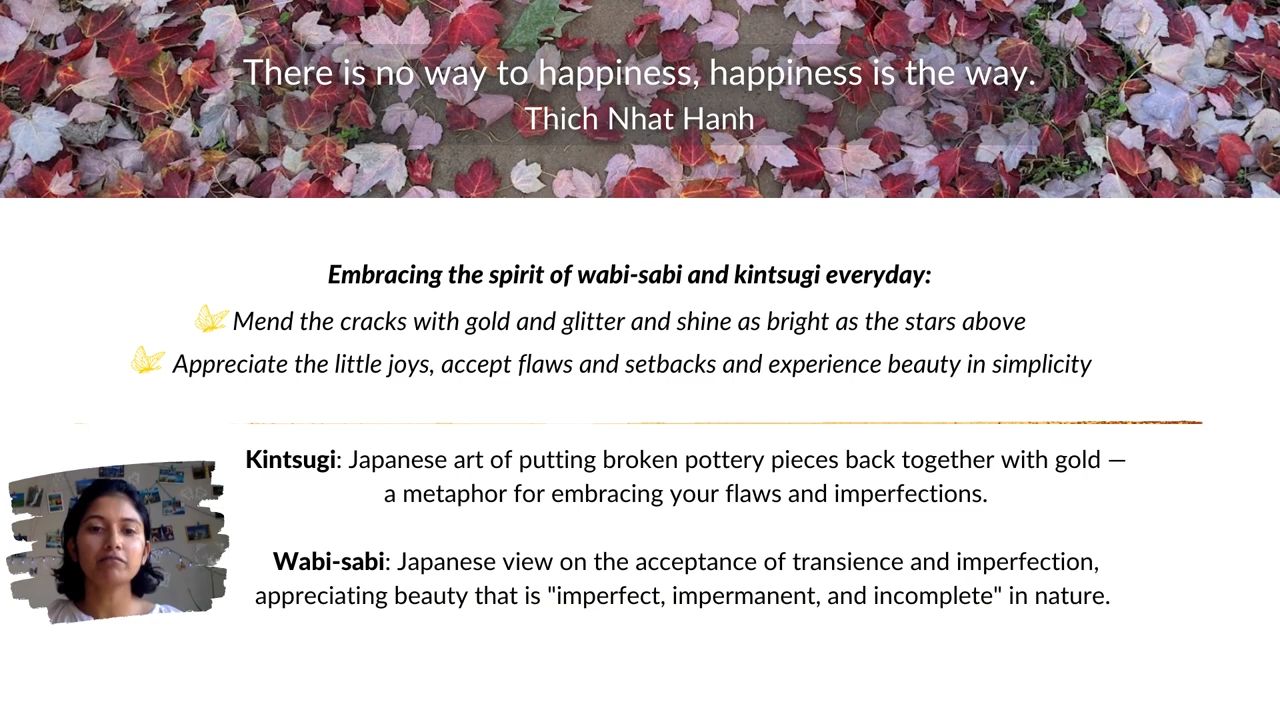 There is no way to happiness, happiness is the way.
Thich Nhat Hanh
Embracing the spirit of wabi-sabi and kintsugi everyday:
Mend the cracks with gold and glitter and shine as bright as the stars above
Appreciate the little joys, accept flaws and setbacks and experience beauty in simplicity
Kintsugi: Japanese art of putting broken pottery pieces back together with gold —
a metaphor for embracing your flaws and imperfections.
Wabi-sabi: Japanese view on the acceptance of transience and imperfection,
appreciating beauty that is "imperfect, impermanent, and incomplete" in nature.